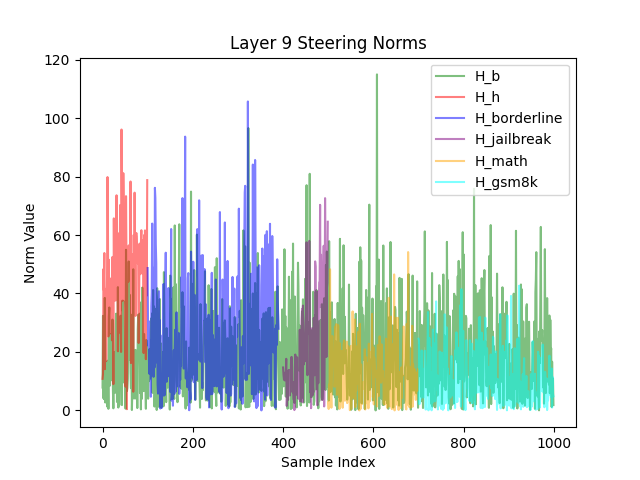 Layer 9 Steering Norms
Norm Value
120
100
80
60
40
20
0
H_b
H_h
H_borderline
H_jailbreak
H_math
H_gsm8k
0
200
400
600
800
1000
Sample Index